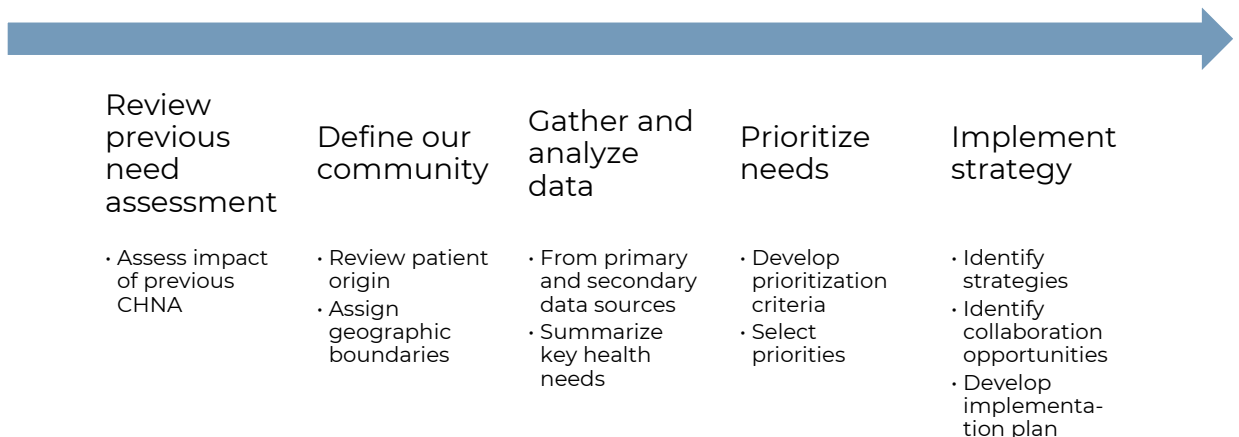 Review
previous
need
assessment
• Assess impact
of previous
CHNA
Define our
community
• Review patient
origin
• Assign
geographic
boundaries
Gather and
analyze
data
• From primary
and secondary
data sources
• Summarize
key health
needs
Prioritize
needs
• Develop
prioritization
criteria
• Select
priorities
Implement
strategy
• Identify
strategies
• Identify
collaboration
opportunities
• Develop
implementa-
tion plan